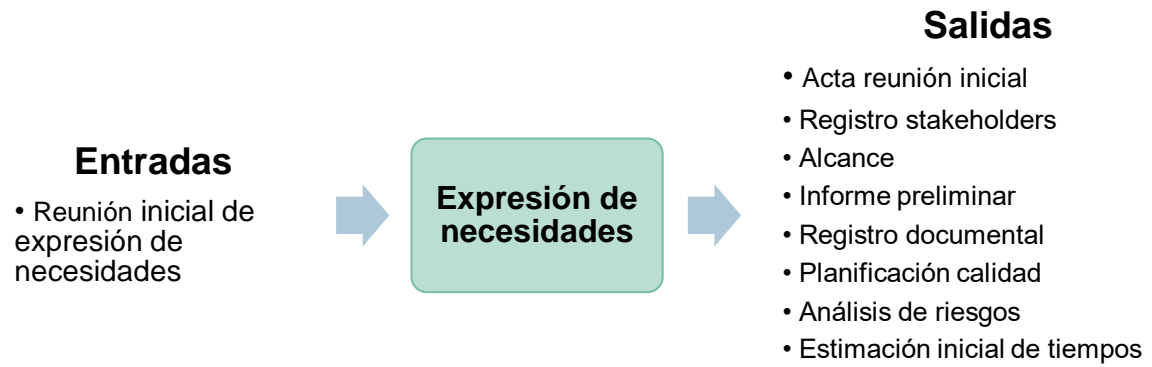 Entradas
• Reunión inicial de
expresión de
necesidades
Expresión de
necesidades
Salidas
• Acta reunión inicial
• Registro stakeholders
• Alcance
• Informe preliminar
• Registro documental
• Planificación calidad
• Análisis de riesgos
• Estimación inicial de tiempos